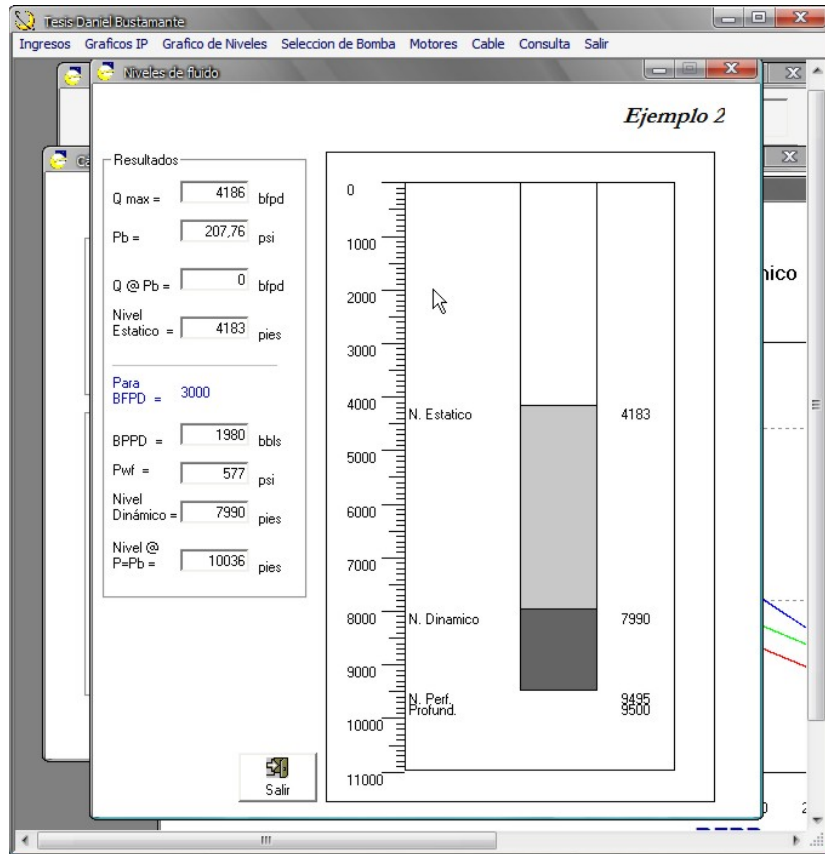 Tesis Daniel Bustamante
Ingresos Graficos IP Grafico de Niveles Seleccion de Bomba Motores Cable Consulta Salir
Niveles de fluido
Ejemplo 2
Resultados
Q max = 4186 bfpd
Pb = 207,76 psi
Q @ Pb = 0 bfpd
Nivel
Estatico = 4183 pies
Para
BFPD = 3000
BPPD = 1980 bbls
Pwf = 577 psi
Nivel
Dinámico = 7990 pies
Nivel @
P=Pb = 10036 pies
Salir
0
1000
2000
3000
4000 N. Estatico 4183
5000
6000
7000
8000 N. Dinamico 7990
9000
N. Perf. 9495
Profund. 9500
10000
11000
nico